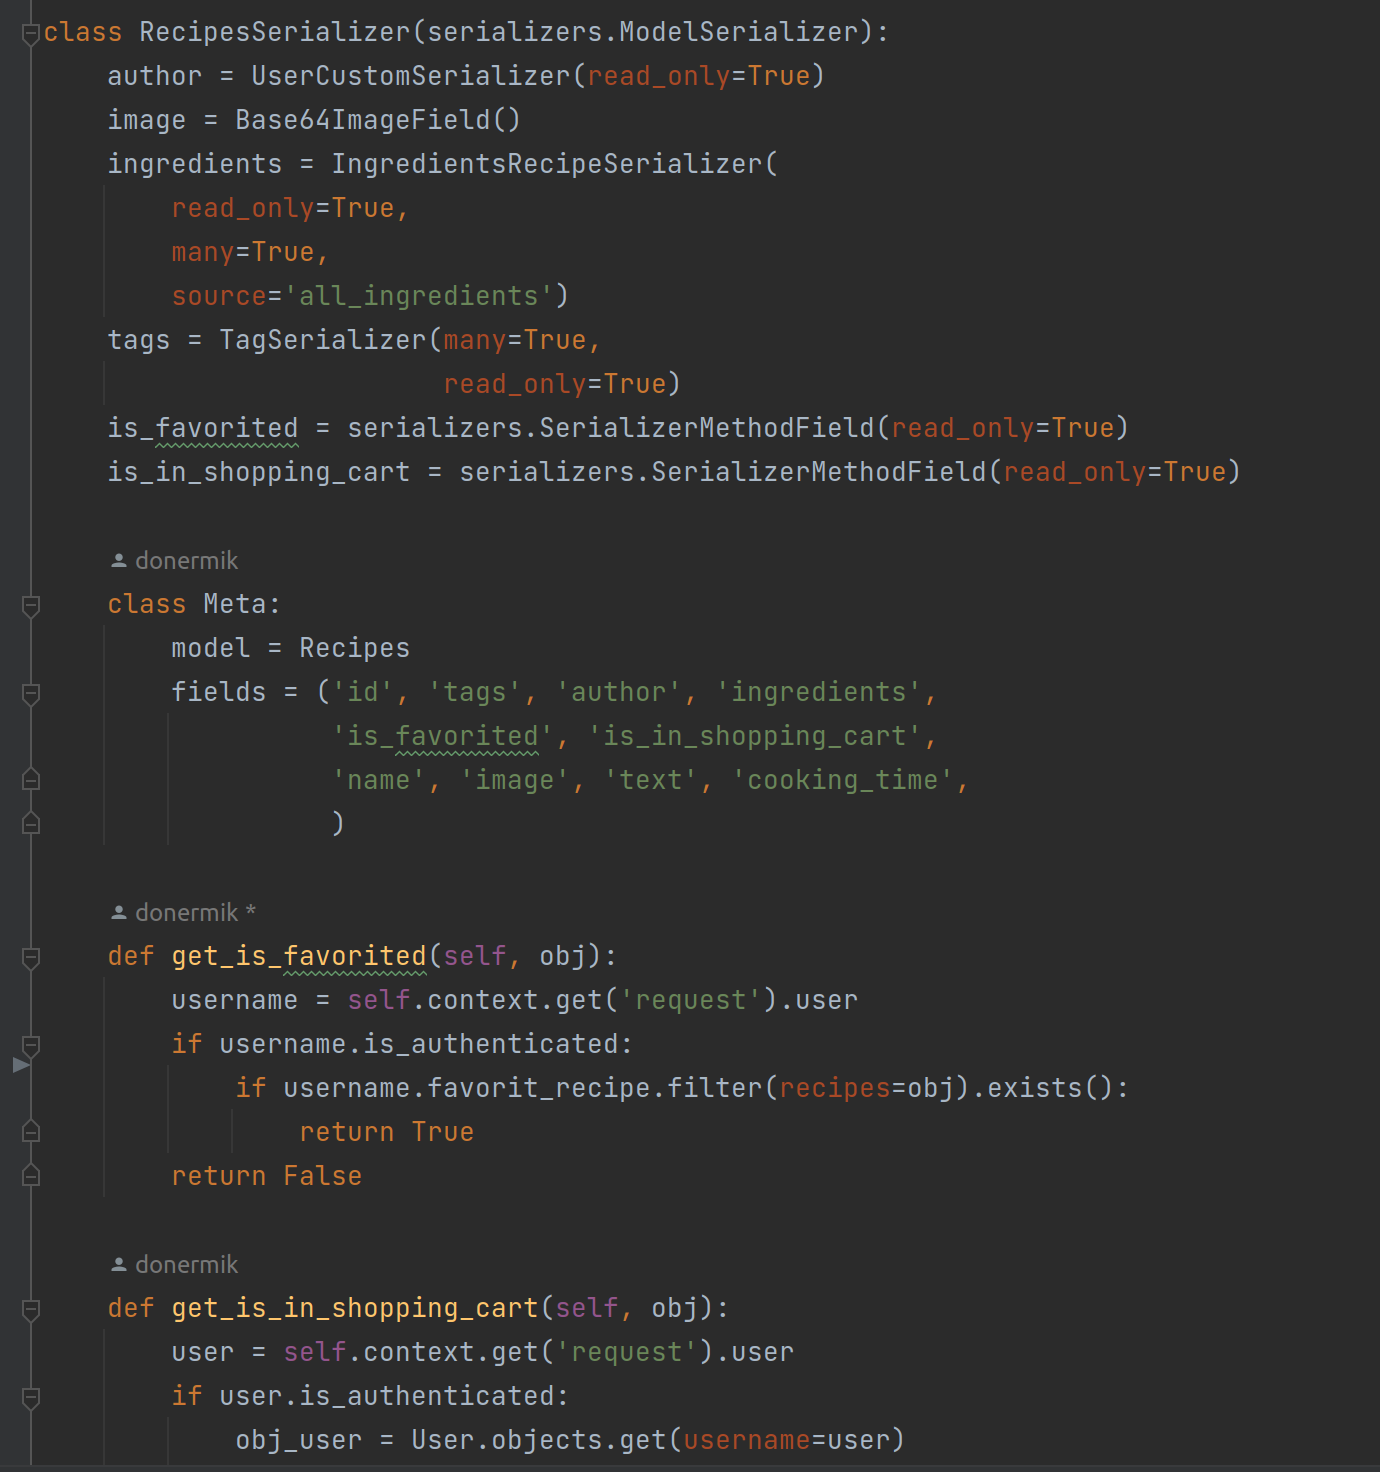 class RecipesSerializer(serializers.ModelSerializer):
    author = UserCustomSerializer(read_only=True)
    image = Base64ImageField()
    ingredients = IngredientsRecipeSerializer(
        read_only=True,
        many=True,
        source='all_ingredients')
    tags = TagSerializer(many=True,
                         read_only=True)
    is_favorited = serializers.SerializerMethodField(read_only=True)
    is_in_shopping_cart = serializers.SerializerMethodField(read_only=True)
    donermik
    class Meta:
        model = Recipes
        fields = ('id', 'tags', 'author', 'ingredients',
                  'is_favorited', 'is_in_shopping_cart',
                  'name', 'image', 'text', 'cooking_time',
                  )
    donermik *
    def get_is_favorited(self, obj):
        username = self.context.get('request').user
        if username.is_authenticated:
            if username.favorit_recipe.filter(recipes=obj).exists():
                return True
        return False
    donermik
    def get_is_in_shopping_cart(self, obj):
        user = self.context.get('request').user
        if user.is_authenticated:
            obj_user = User.objects.get(username=user)